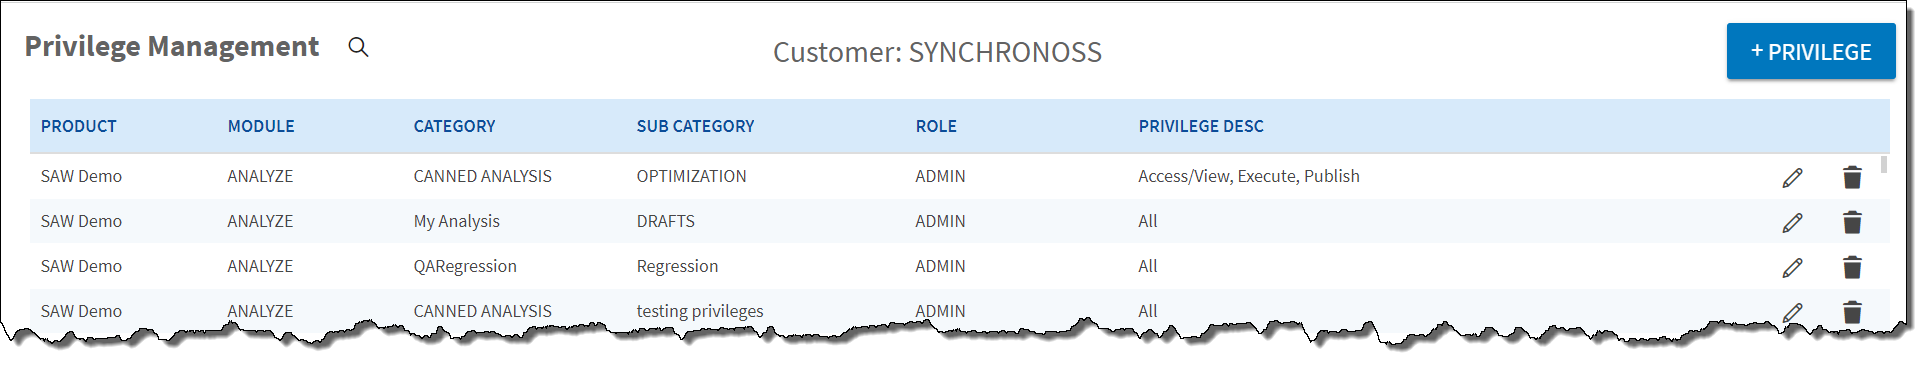 Privilege Management
Customer: SYNCHRONOSS
+ PRIVILEGE
PRODUCT MODULE CATEGORY SUB CATEGORY ROLE PRIVILEGE DESC
SAW Demo ANALYZE CANNED ANALYSIS OPTIMIZATION ADMIN Access/View, Execute, Publish
SAW Demo ANALYZE My Analysis DRAFTS ADMIN All
SAW Demo ANALYZE QARegression Regression ADMIN All
SAW Demo ANALYZE CANNED ANALYSIS testing privileges ADMIN All